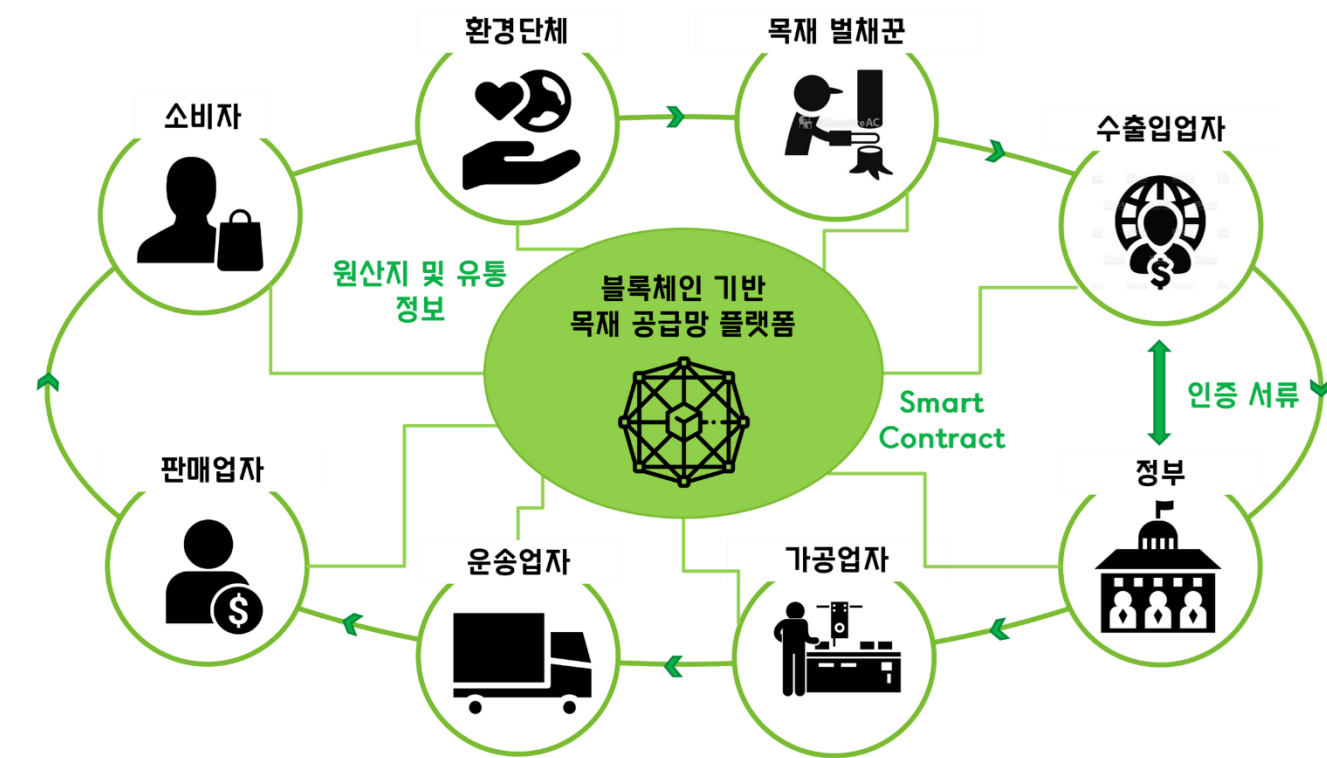 환경단체
목재 벌채꾼
소비자
수출입업자
원산지 및 유통
정보
블록체인 기반
목재 공급망 플랫폼
Smart
Contract
인증 서류
판매업자
정부
운송업자
가공업자